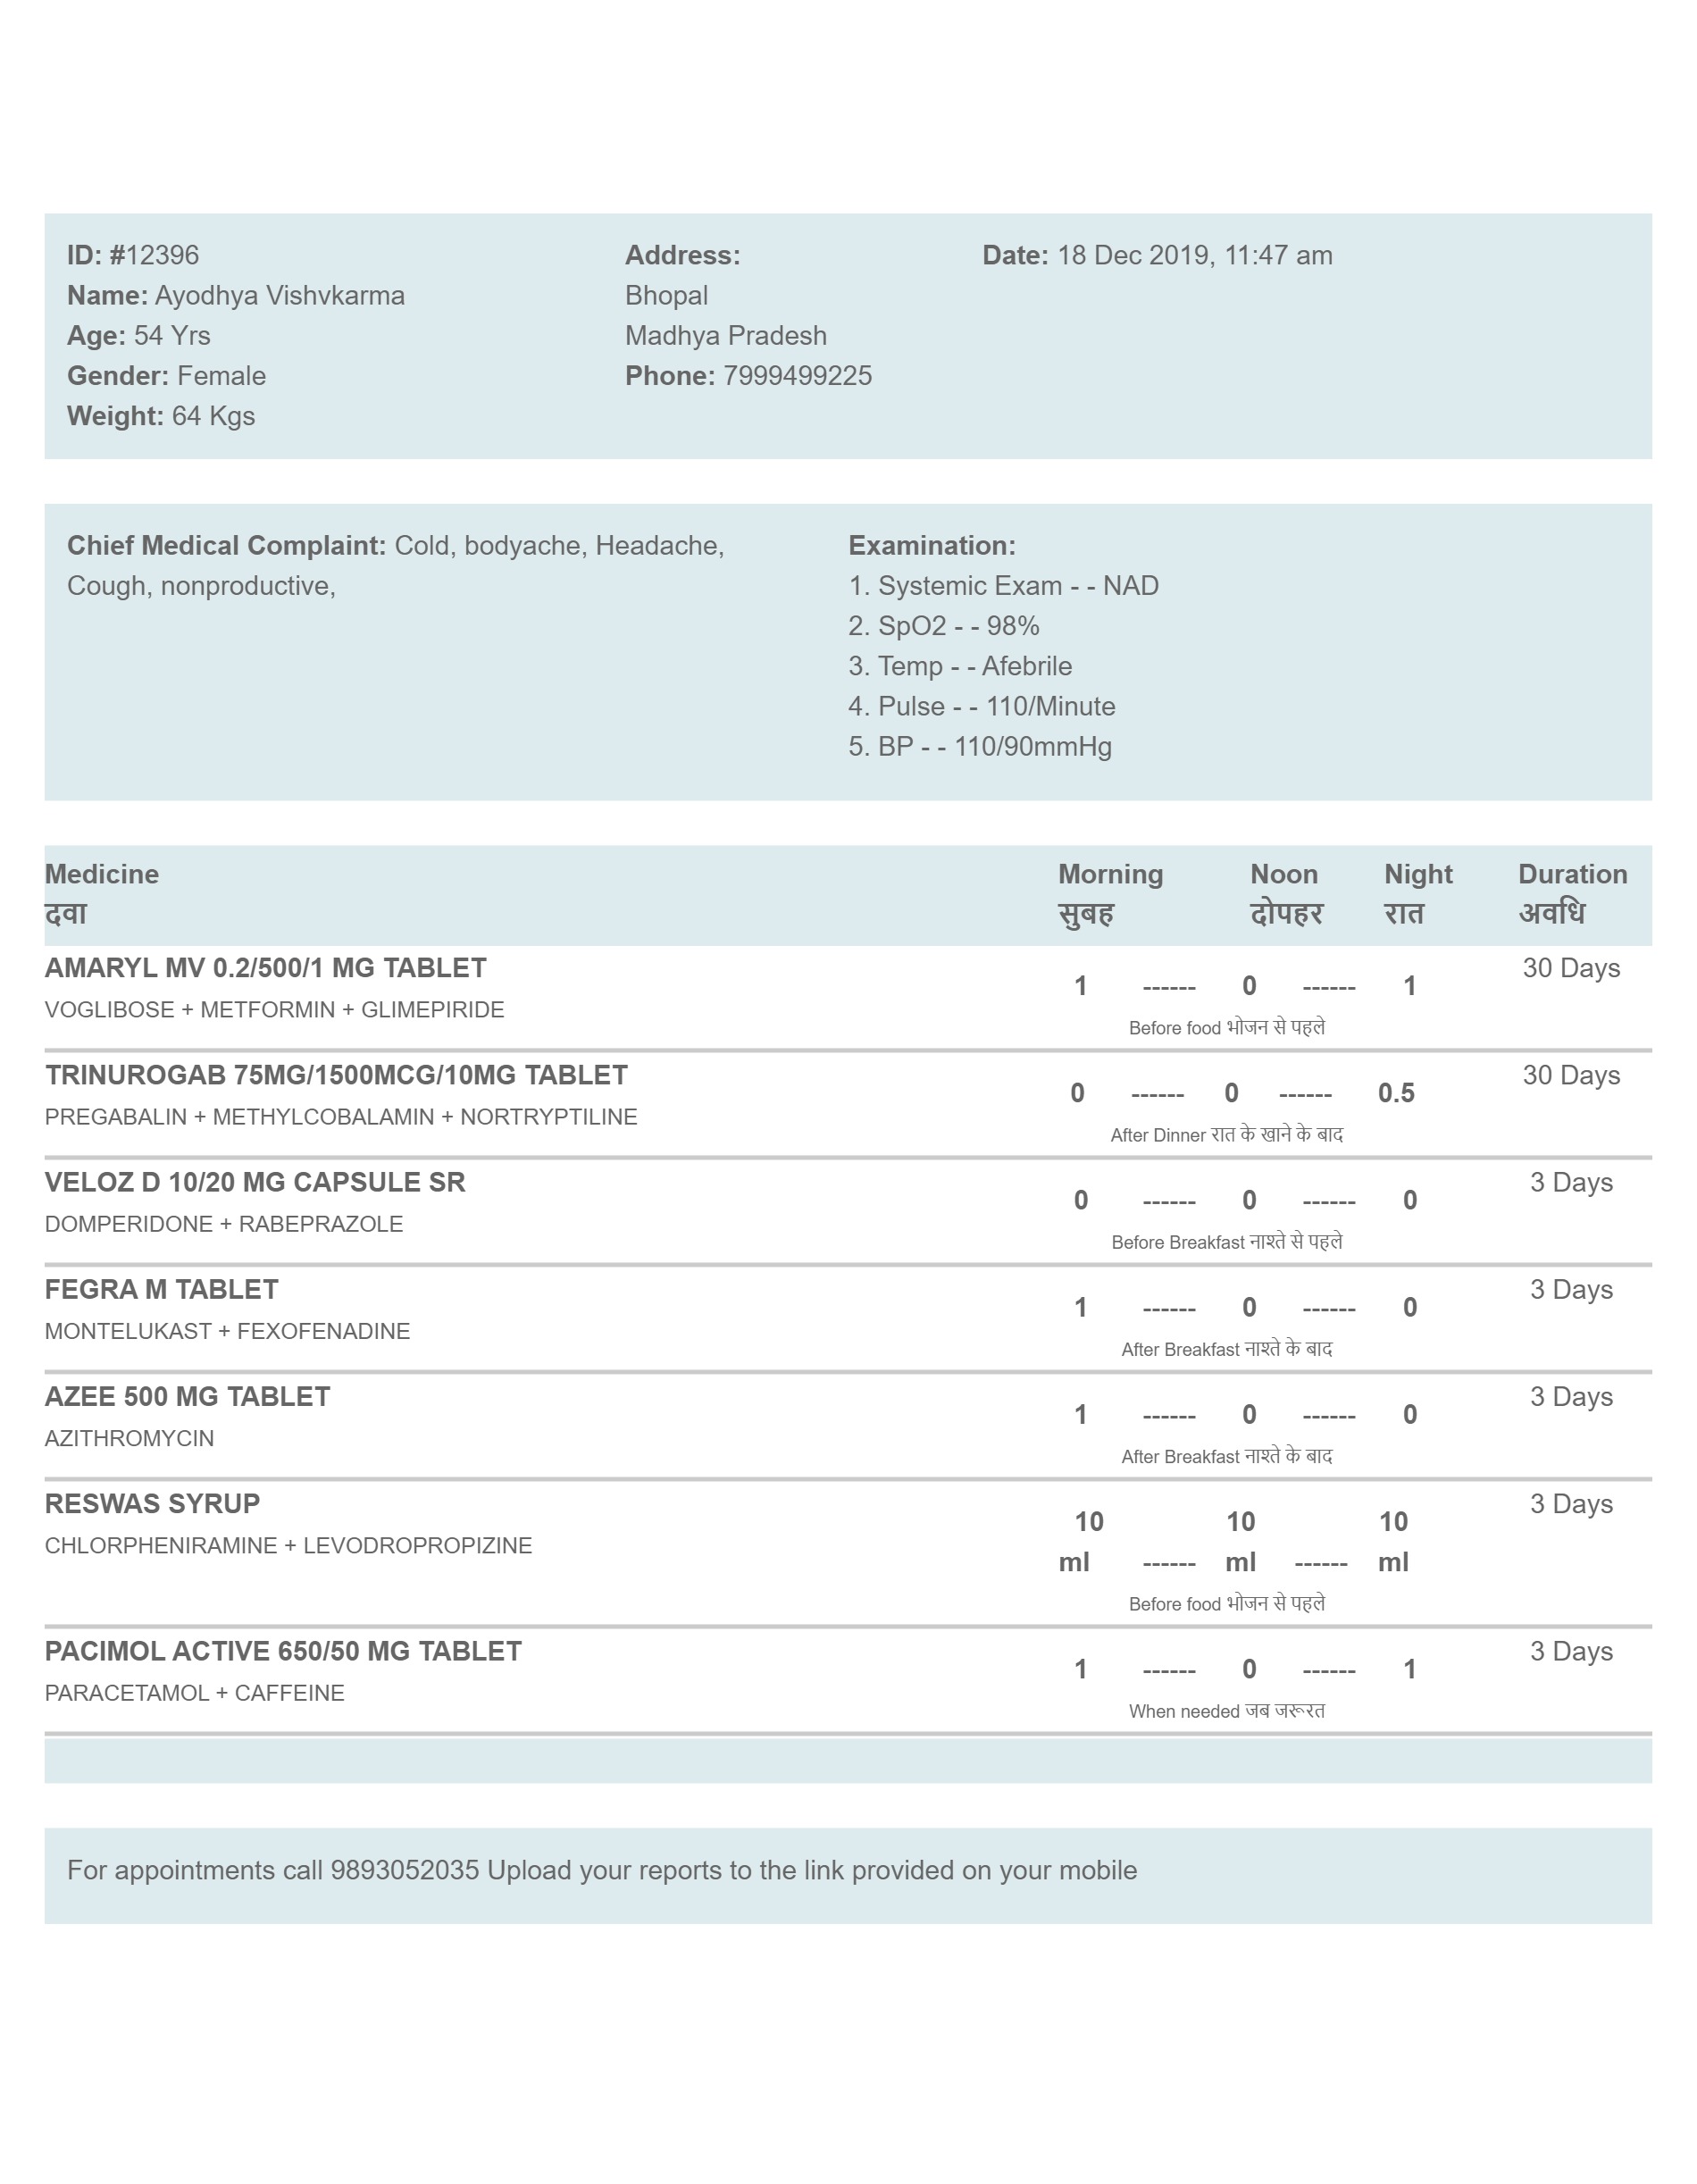 ID: #12396
Name: Ayodhya Vishvkarma
Age: 54 Yrs
Gender: Female
Weight: 64 Kgs
Address:
Bhopal
Madhya Pradesh
Phone: 7999499225
Date: 18 Dec 2019, 11:47 am
Chief Medical Complaint: Cold, bodyache, Headache,
Cough, nonproductive,
Examination:
1. Systemic Exam - - NAD
2. SpO2 - - 98%
3. Temp - - Afebrile
4. Pulse - - 110/Minute
5. BP - - 110/90mmHg
Medicine Morning Noon Night Duration
दवा सुबह दोपहर रात अवधि
AMARYL MV 0.2/500/1 MG TABLET 30 Days
1 ------ 0 ------ 1
VOGLIBOSE + METFORMIN + GLIMEPIRIDE
Before food भोजन से पहले
TRINUROGAB 75MG/1500MCG/10MG TABLET 30 Days
0 ------ 0 ------ 0.5
PREGABALIN + METHYLCOBALAMIN + NORTRYPTILINE
After Dinner रात के खाने के बाद
VELOZ D 10/20 MG CAPSULE SR 3 Days
0 ------ 0 ------ 0
DOMPERIDONE + RABEPRAZOLE
Before Breakfast नाश्ते से पहले
FEGRA M TABLET 3 Days
1 ------ 0 ------ 0
MONTELUKAST + FEXOFENADINE
After Breakfast नाश्ते के बाद
AZEE 500 MG TABLET 3 Days
1 ------ 0 ------ 0
AZITHROMYCIN
After Breakfast नाश्ते के बाद
RESWAS SYRUP 3 Days
10 10 10
CHLORPHENIRAMINE + LEVODROPROPIZINE
ml ------ ml ------ ml
Before food भोजन से पहले
PACIMOL ACTIVE 650/50 MG TABLET 3 Days
1 ------ 0 ------ 1
PARACETAMOL + CAFFEINE
When needed जब जरूरत
For appointments call 9893052035 Upload your reports to the link provided on your mobile